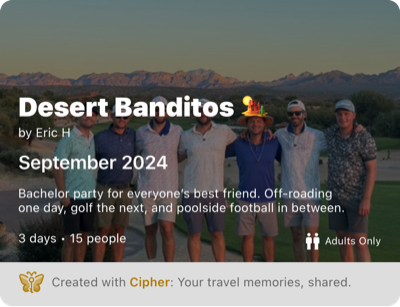 Desert Banditos
by Eric H
September 2024
Bachelor party for everyone's best friend. Off-roading
one day, golf the next, and poolside football in between.
3 days • 15 people
Adults Only
Created with Cipher: Your travel memories, shared.